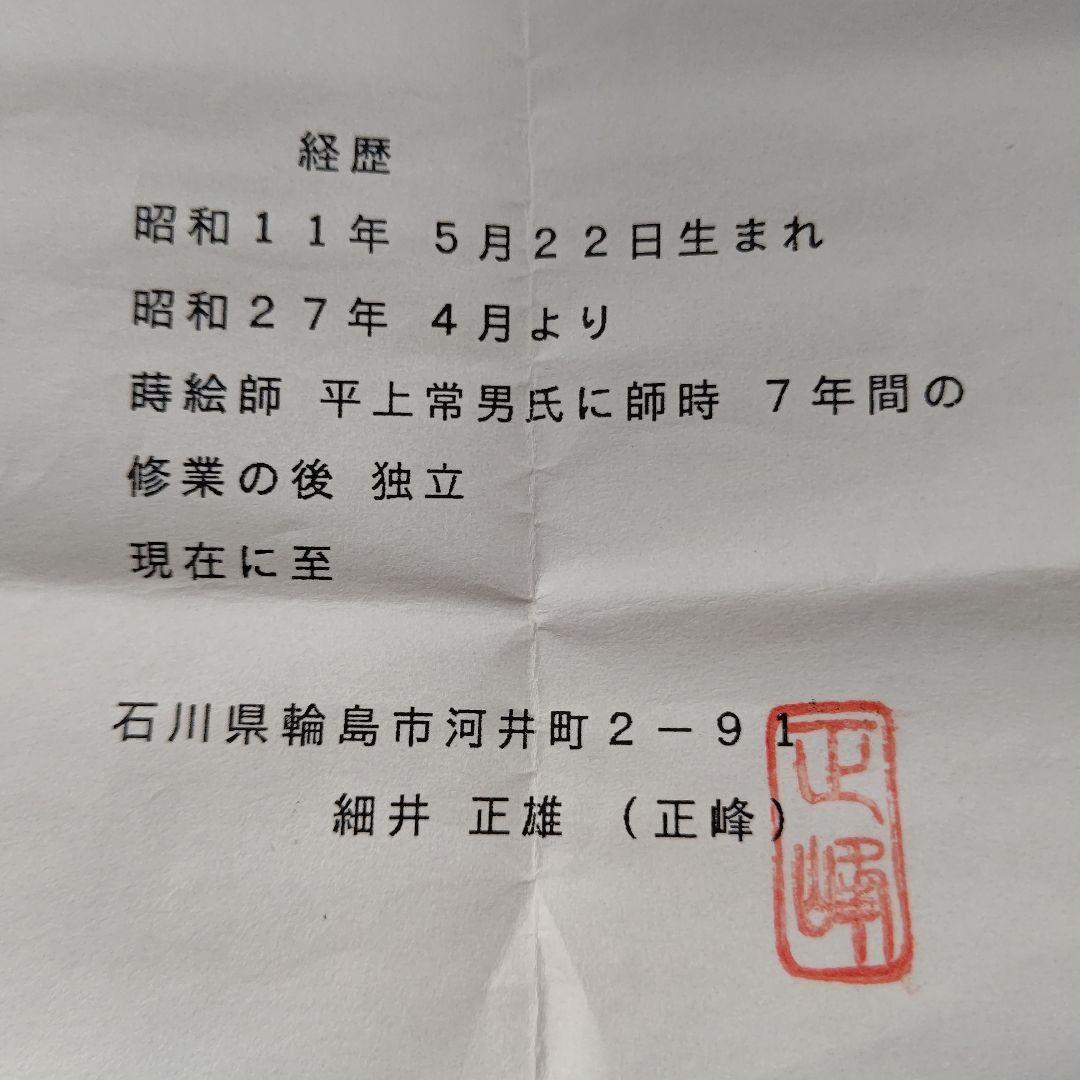 経歴
昭和11年 5月22日生まれ
昭和27年 4月より
蒔絵師 平上常男氏に師時 7年間の
修業の後 独立
現在に至
石川県輪島市河井町2-91
細井 正雄 (正峰)
正峰